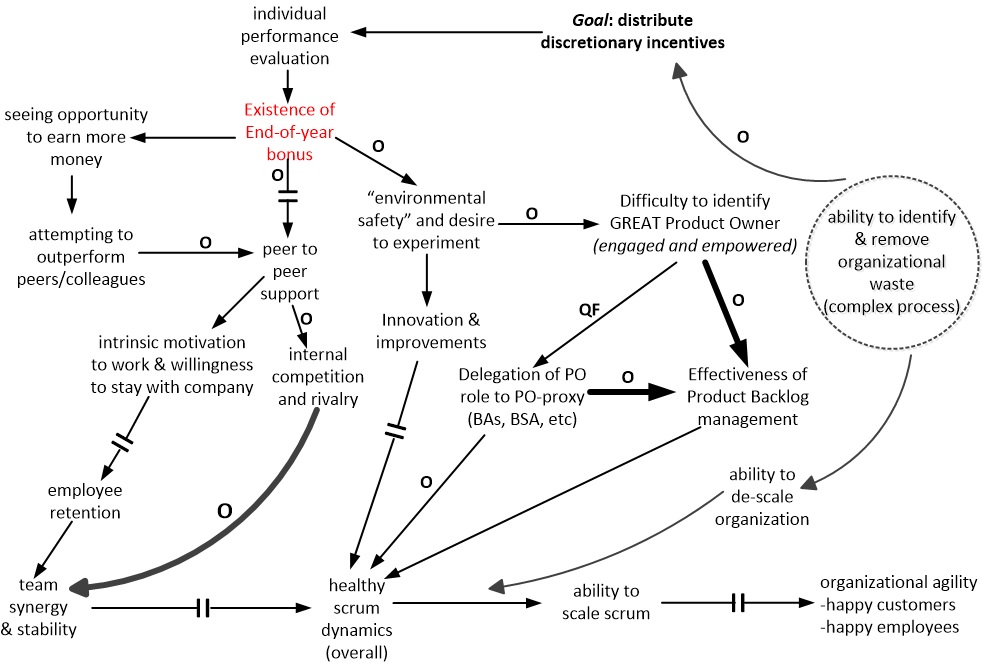 individual
performance
evaluation
Goal: distribute
discretionary incentives
Existence of
End-of-year
bonus
seeing opportunity
to earn more
money
O
O
O
"environmental
safety" and desire
to experiment
O
Difficulty to identify
GREAT Product Owner
(engaged and empowered)
ability to identify
& remove
organizational
waste
(complex process)
attempting to
outperform
peers/colleagues
O
peer to
peer
support
QF
O
O
Innovation &
improvements
intrinsic motivation
to work & willingness
to stay with company
internal
competition
and rivalry
Delegation of PO
role to PO-proxy
(BAs, BSA, etc)
O
Effectiveness of
Product Backlog
management
O
O
employee
retention
ability to
de-scale
organization
team
synergy
& stability
healthy
scrum
dynamics
(overall)
ability to
scale scrum
organizational agility
-happy customers
-happy employees